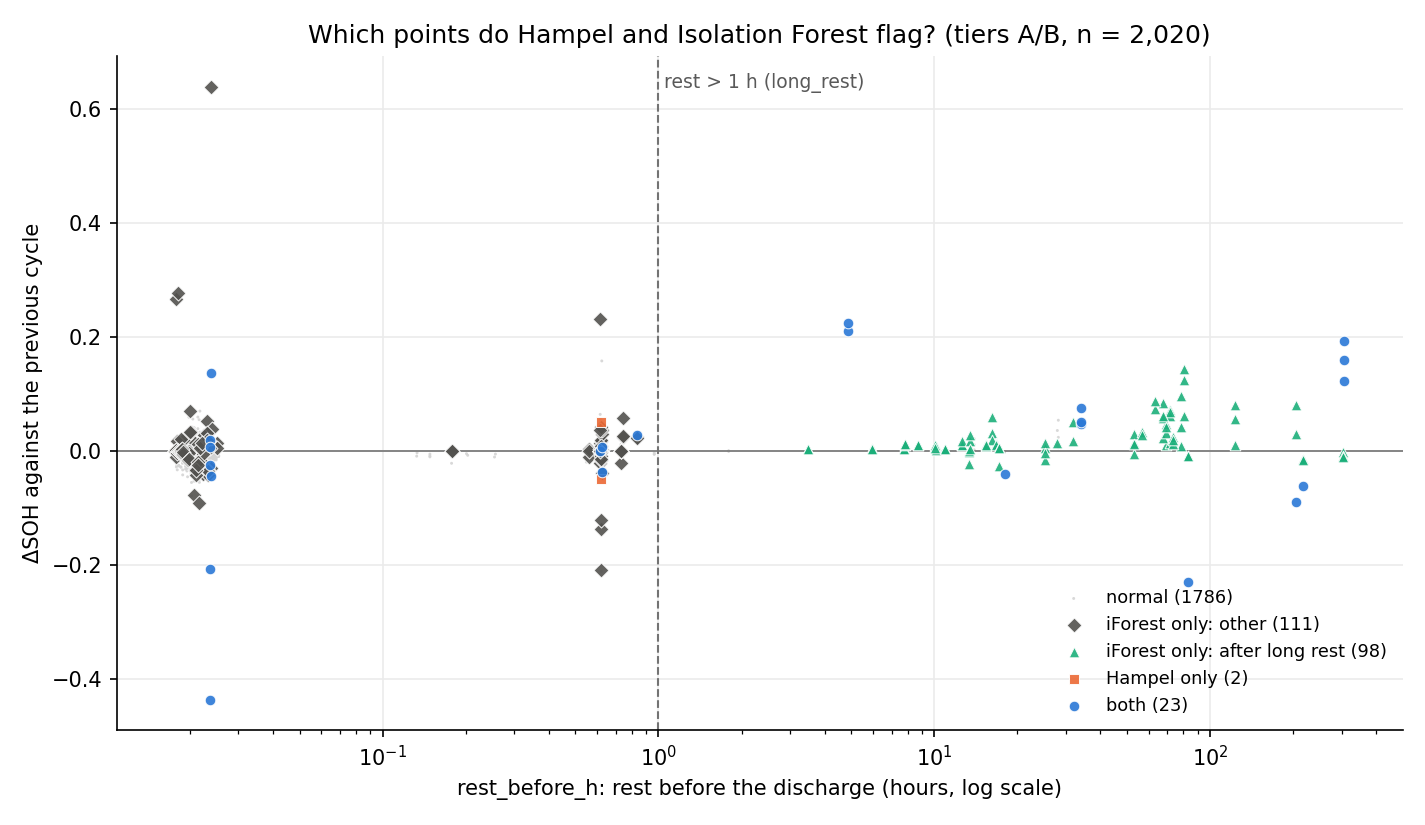 Which points do Hampel and Isolation Forest flag? (tiers A/B, n = 2,020)
rest > 1 h (long_rest)
0.6
0.4
0.2
0.0
−0.2
−0.4
ΔSOH against the previous cycle
normal (1786)
iForest only: other (111)
iForest only: after long rest (98)
Hampel only (2)
both (23)
10⁻¹
10⁰
10¹
10²
rest_before_h: rest before the discharge (hours, log scale)